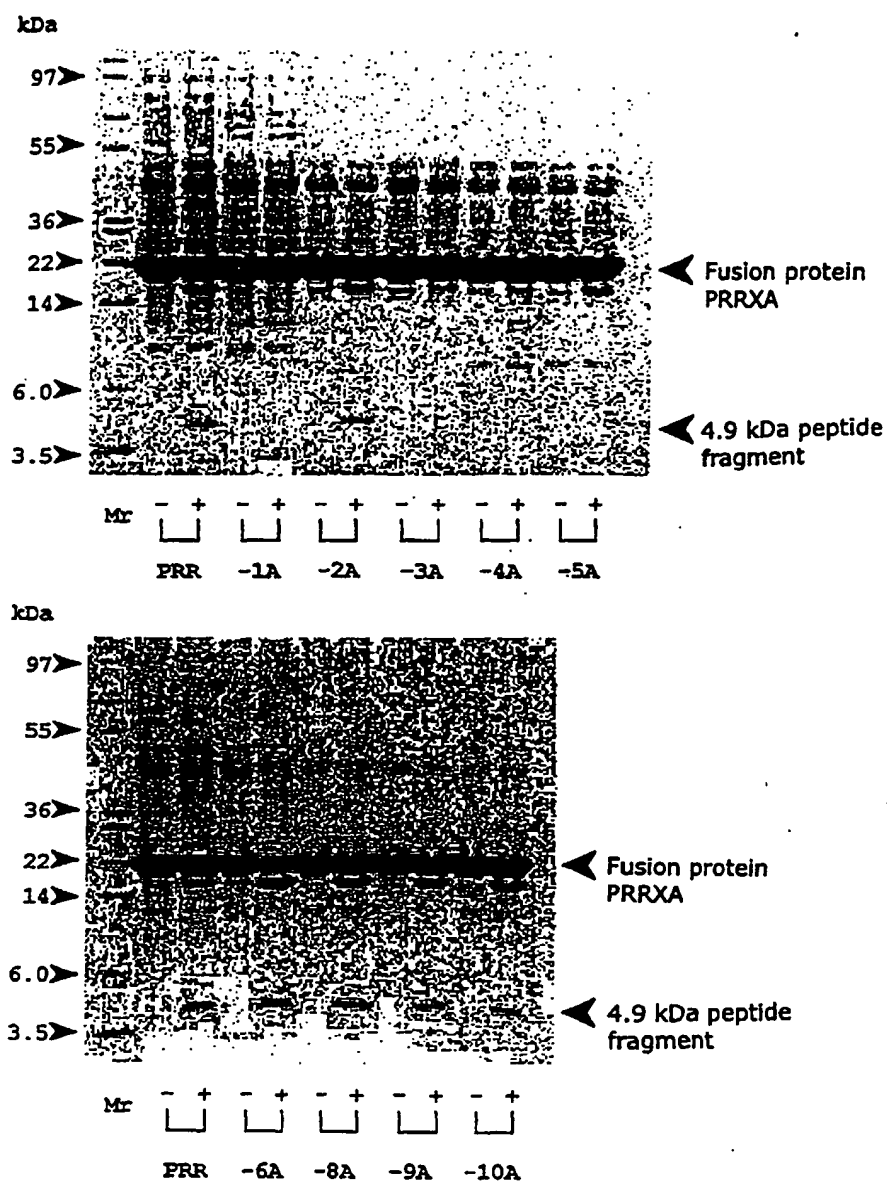 kDa
97
55
36
22
14
6.0
3.5
Fusion protein
PRRXA
4.9 kDa peptide
fragment
Mr - + - + - + - + - + - +
PRR -1A -2A -3A -4A -5A
kDa
97
55
36
22
14
6.0
3.5
Fusion protein
PRRXA
4.9 kDa peptide
fragment
Mr - + - + - + - + - +
PRR -6A -8A -9A -10A